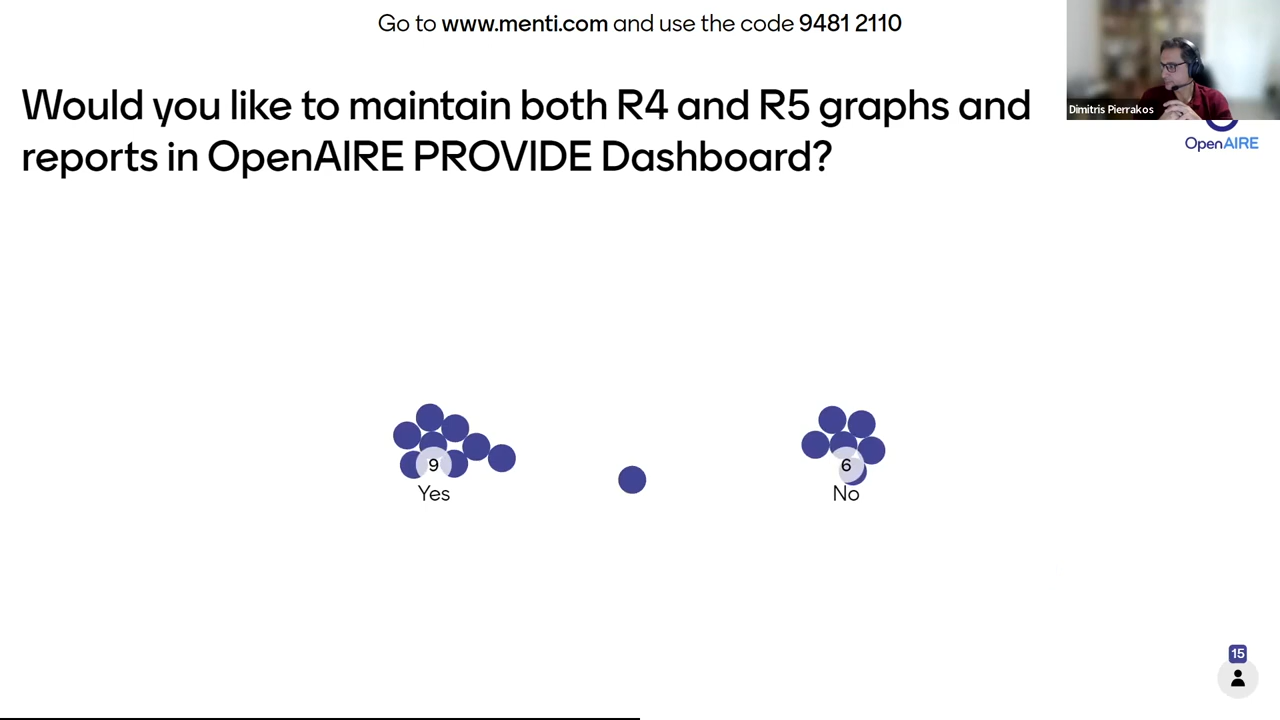 Go to www.menti.com and use the code 9481 2110
Would you like to maintain both R4 and R5 graphs and
reports in OpenAIRE PROVIDE Dashboard?
Dimitris Pierrakos
OpenAIRE
9
Yes
6
No
15